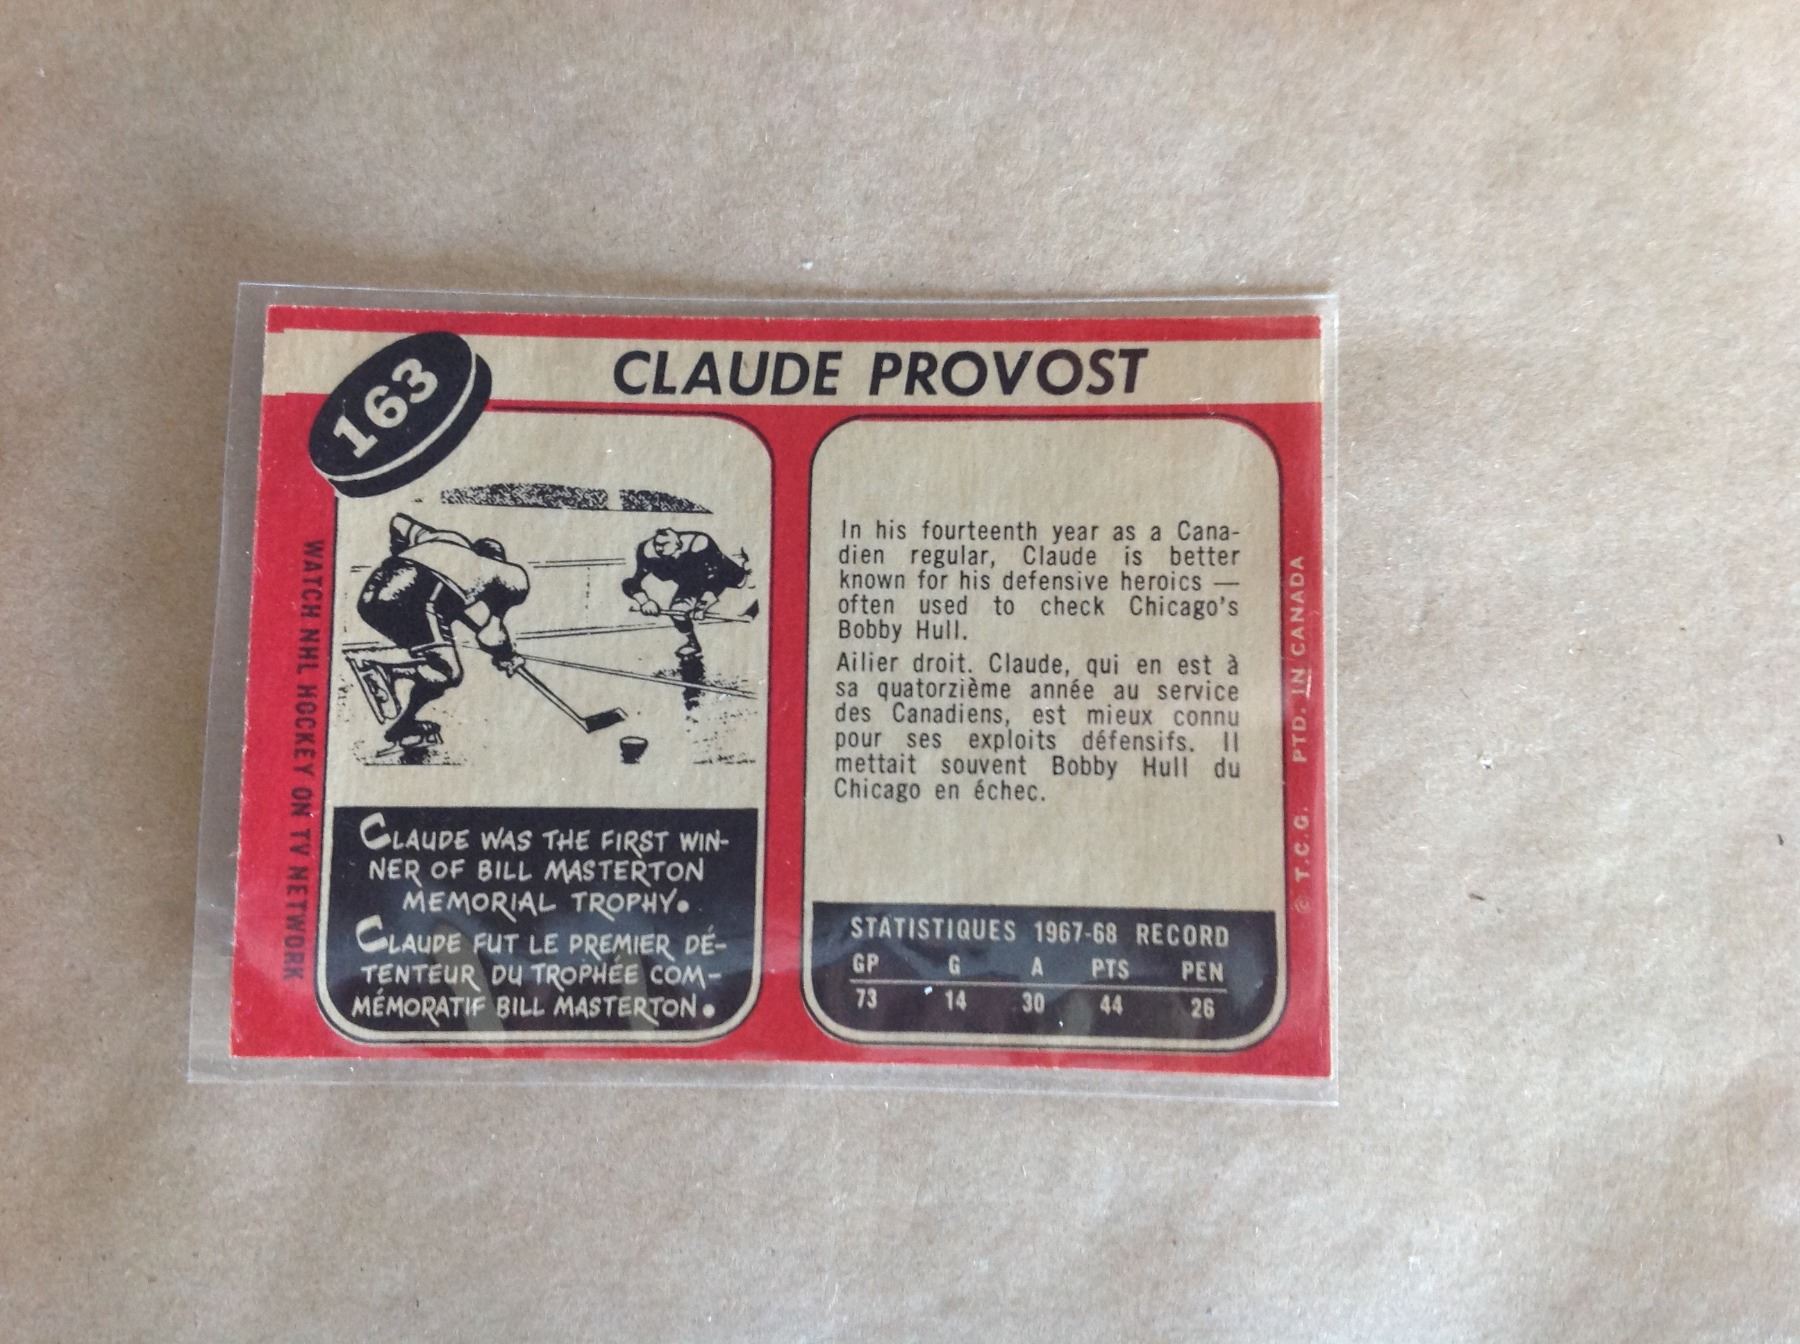 163
CLAUDE PROVOST
WATCH NHL HOCKEY ON TV NETWORK
CLAUDE WAS THE FIRST WIN-
NER OF BILL MASTERTON
MEMORIAL TROPHY.
CLAUDE FUT LE PREMIER DÉ-
TENTEUR DU TROPHÉE COM-
MÉMORATIF BILL MASTERTON.
In his fourteenth year as a Cana-
dien regular, Claude is better
known for his defensive heroics —
often used to check Chicago's
Bobby Hull.
Ailier droit. Claude, qui en est à
sa quatorzième année au service
des Canadiens, est mieux connu
pour ses exploits défensifs. Il
mettait souvent Bobby Hull du
Chicago en échec.
STATISTIQUES 1967-68 RECORD
GP G A PTS PEN
73 14 30 44 26
© T.C.G. PTD. IN CANADA